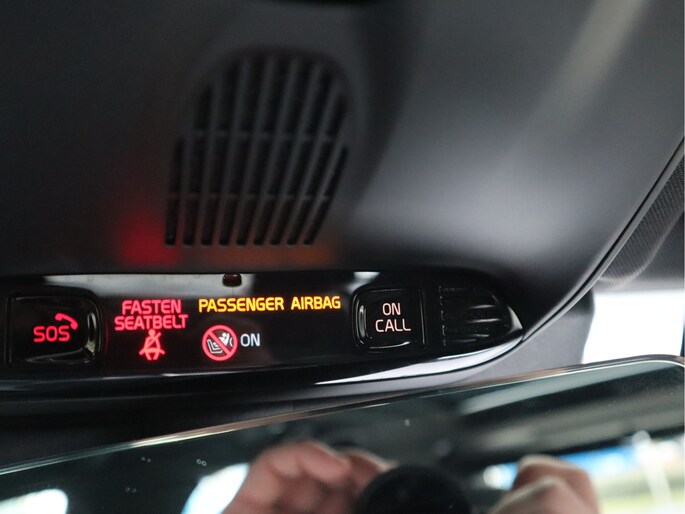 SOS
FASTEN
SEATBELT
PASSENGER AIRBAG
ON
ON
CALL